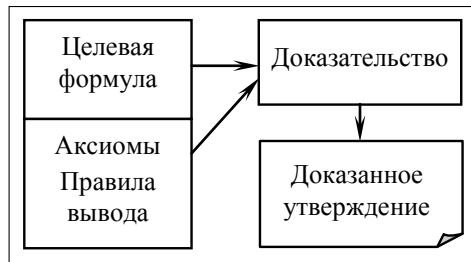 Целевая
формула
Доказательство
Аксиомы
Правила
вывода
Доказанное
утверждение